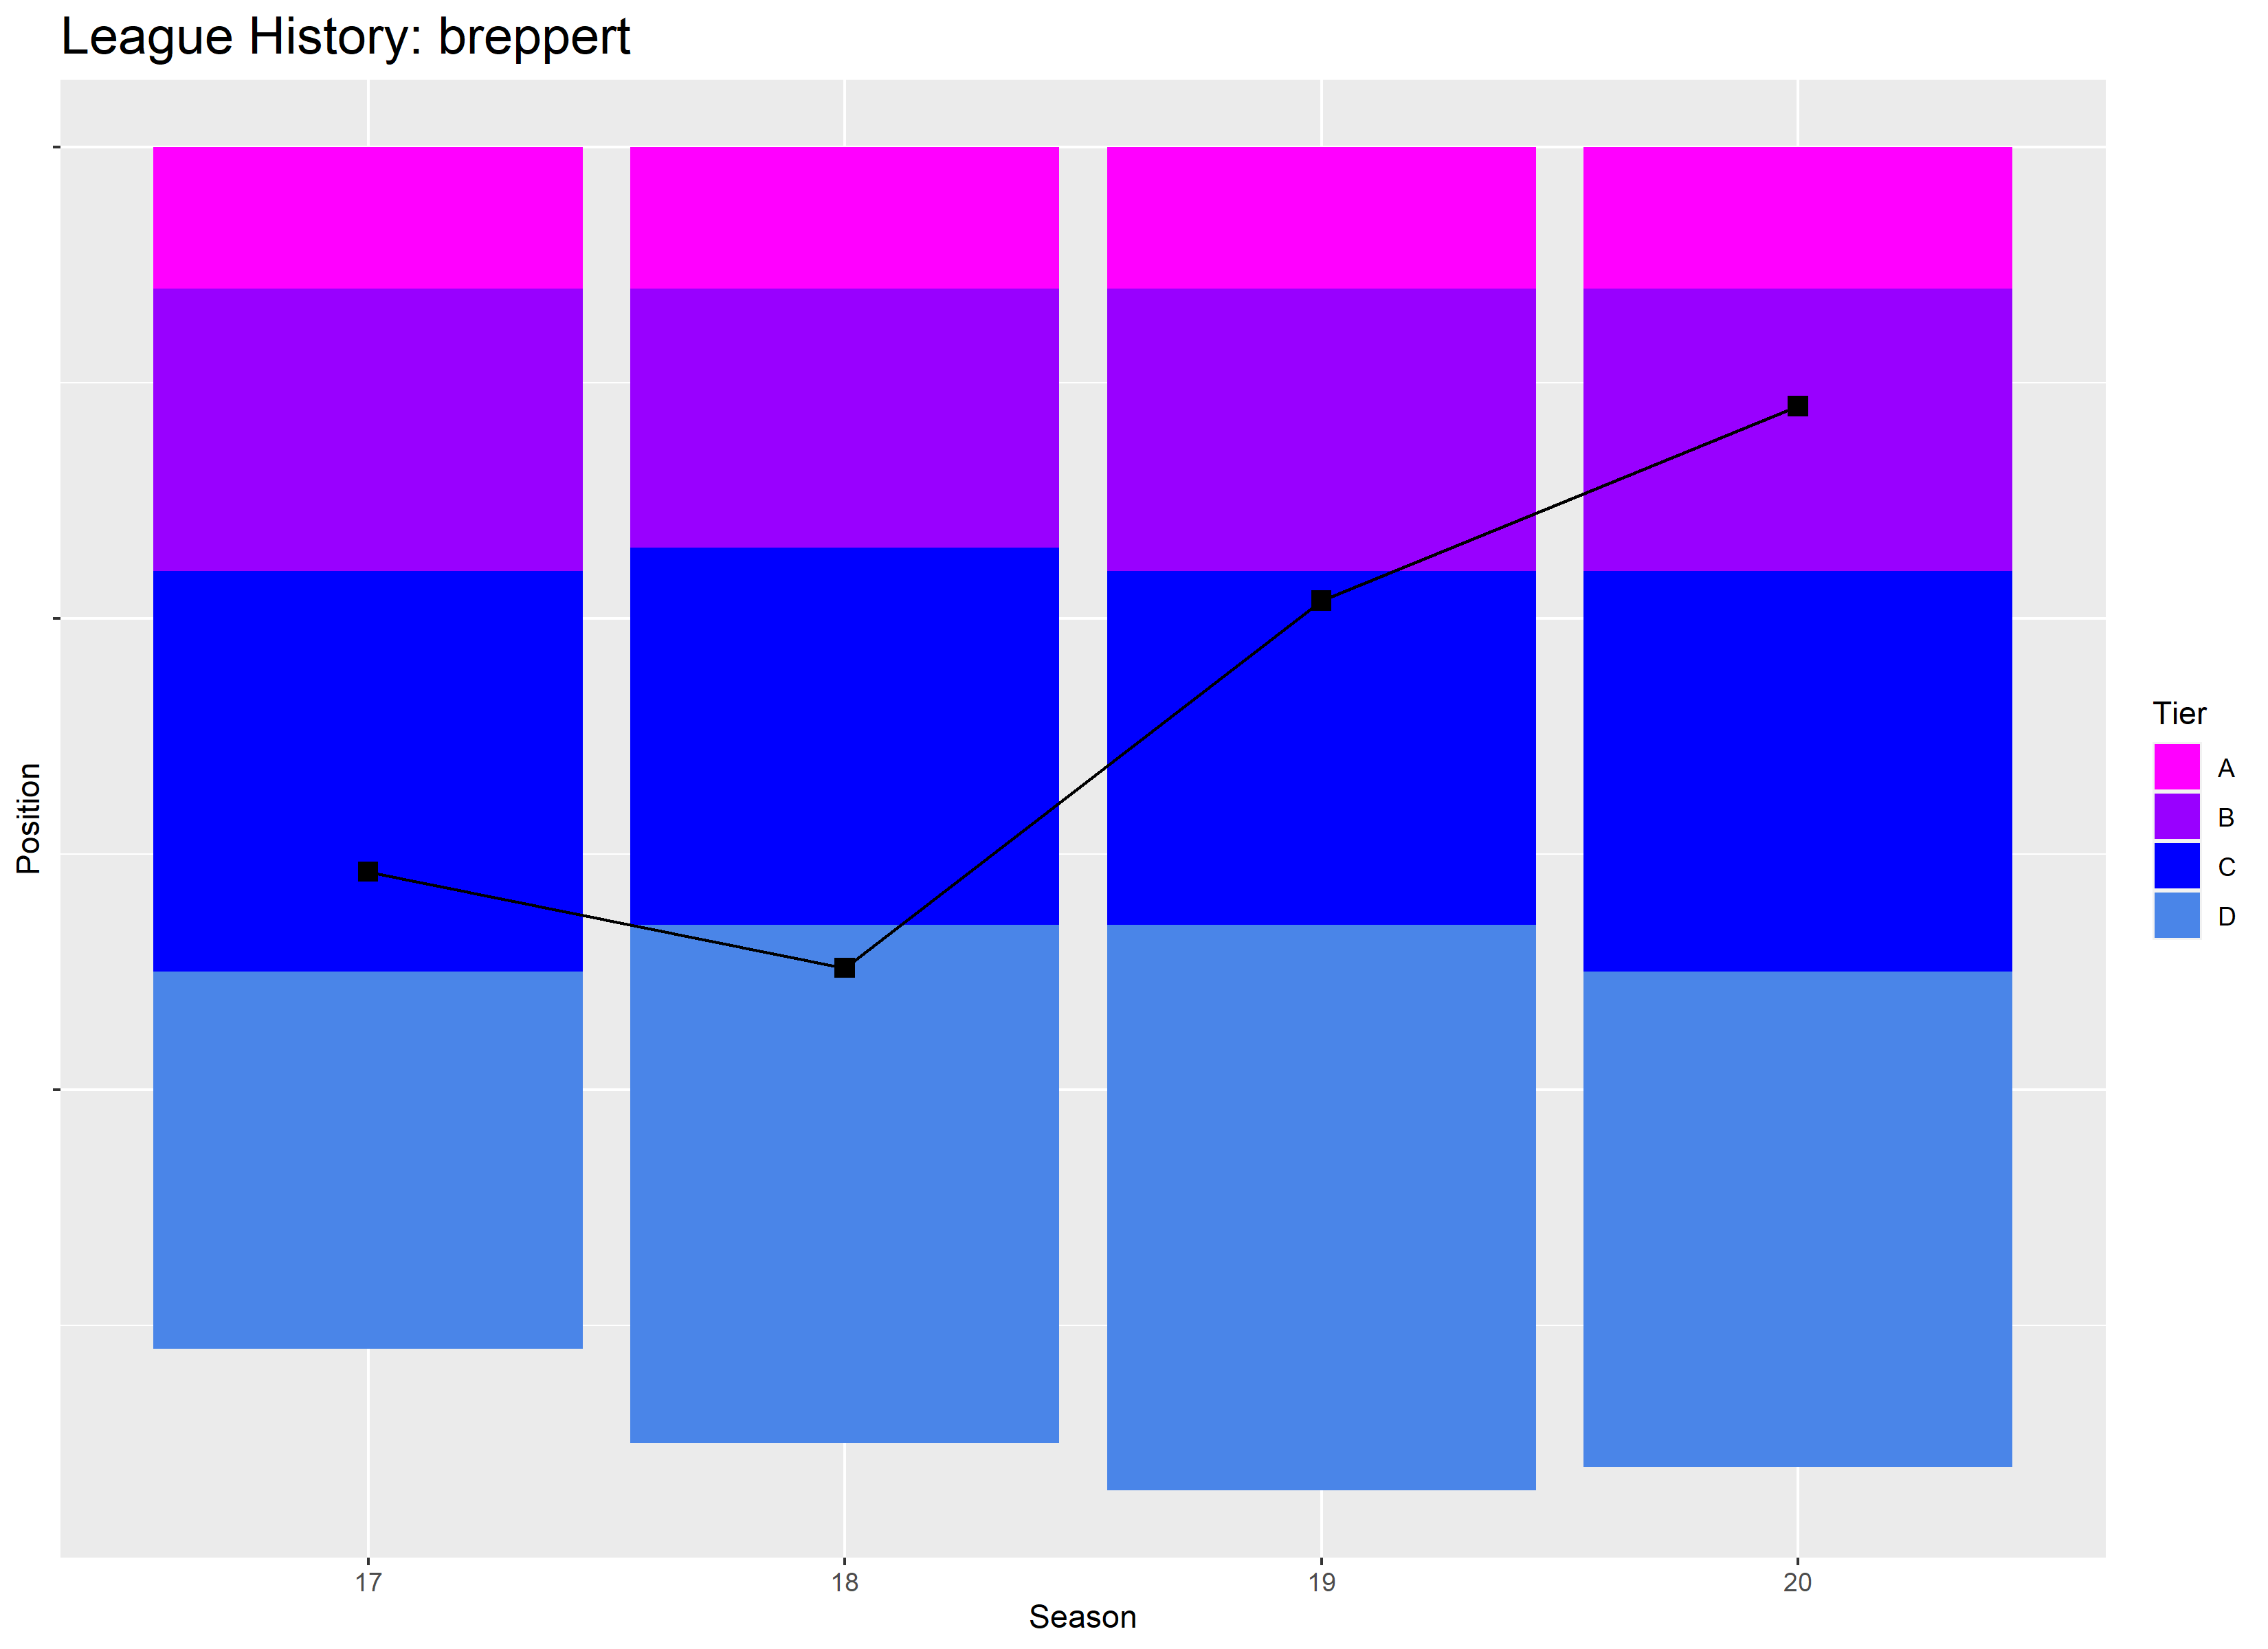 League History: breppert
Position
Tier
A
B
C
D
17
18
19
20
Season